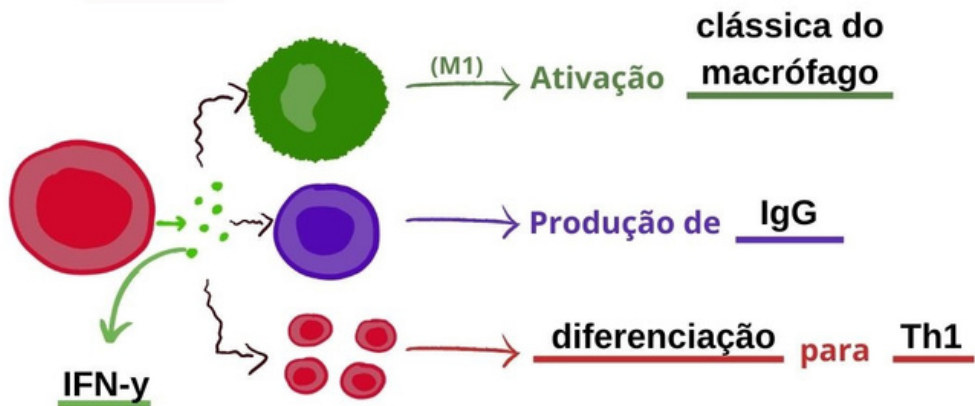 (M1)
Ativação clássica do
macrófago
Produção de IgG
diferenciação para Th1
IFN-y